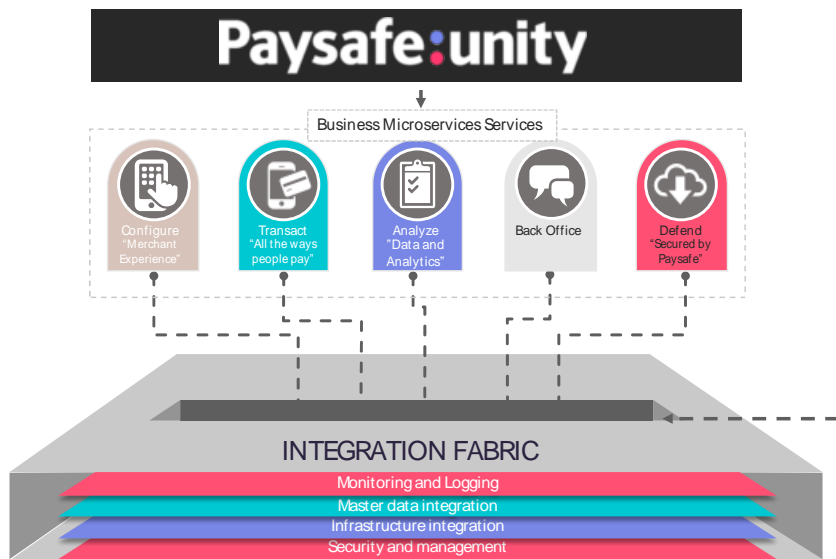 Paysafe:unity
Business Microservices Services
Configure
“Merchant
Experience”
Transact
“All the ways
people pay”
Analyze
”Data and
Analytics”
Back Office
Defend
“Secured by
Paysafe”
INTEGRATION FABRIC
Monitoring and Logging
Master data integration
Infrastructure integration
Security and management